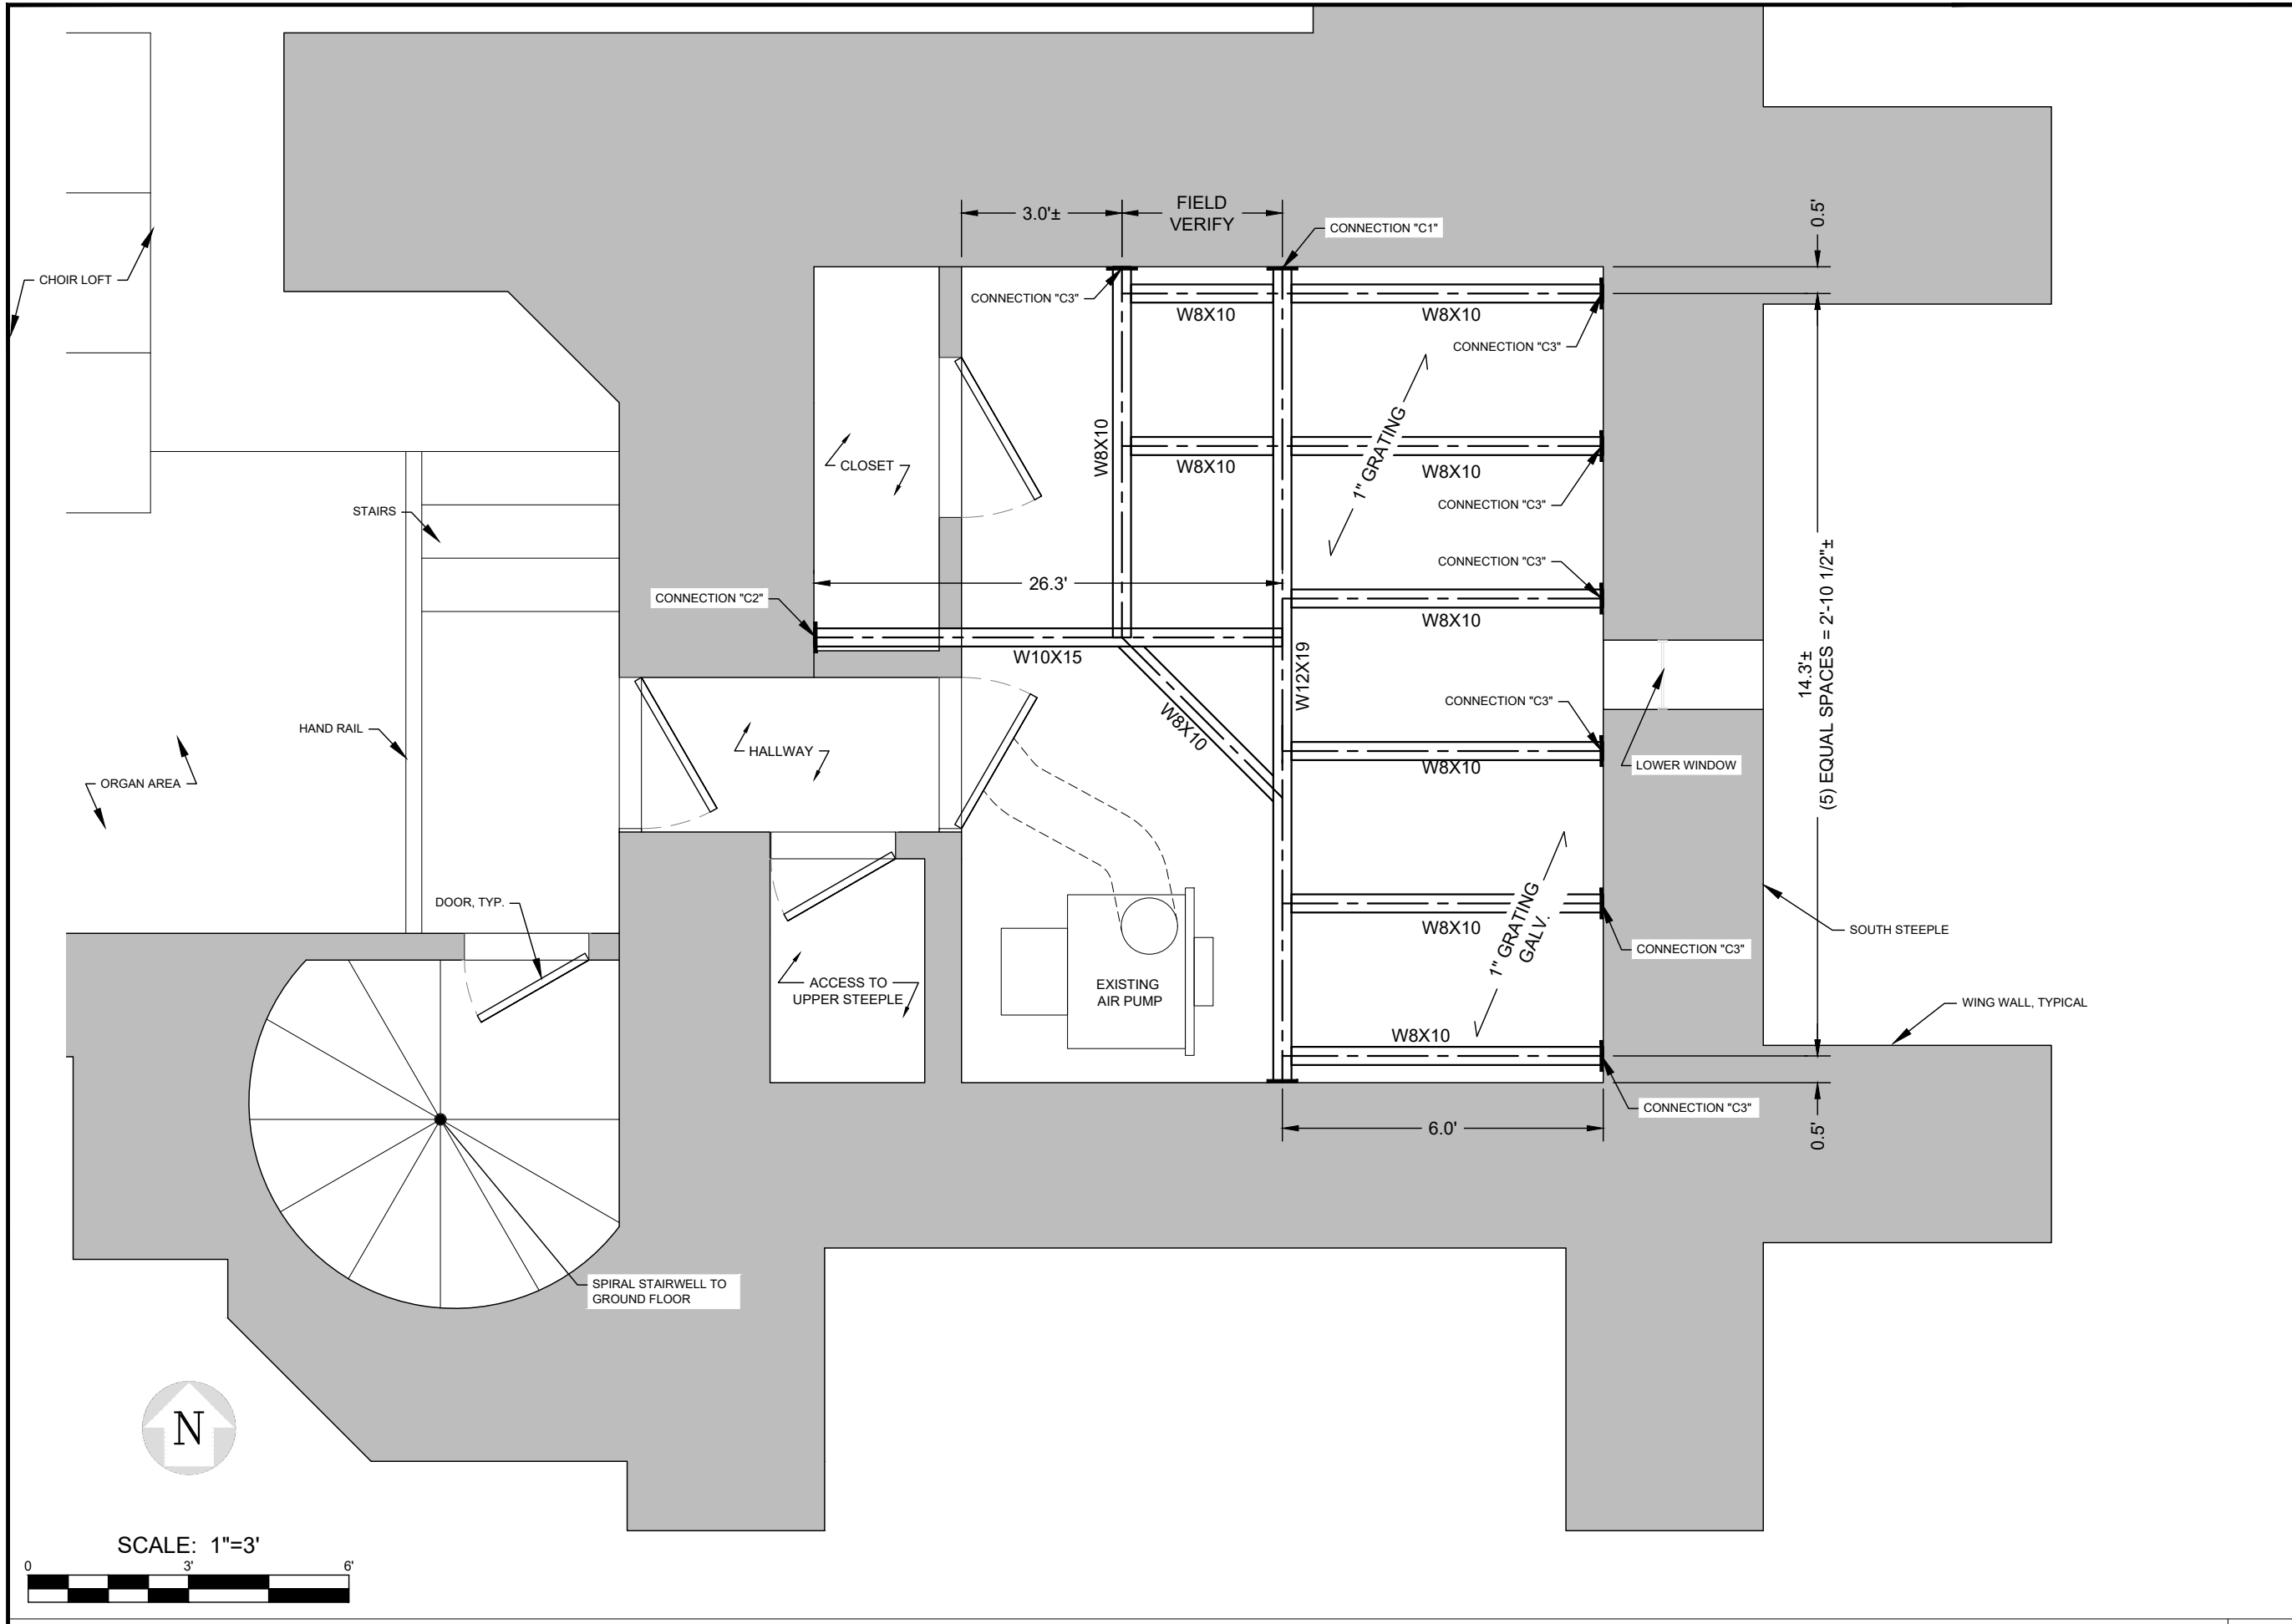 3.0'±
FIELD
VERIFY
CONNECTION "C1"
0.5'
CHOIR LOFT
CONNECTION "C3"
W8X10
W8X10
CONNECTION "C3"
W8X10
CLOSET
W8X10
W8X10
1" GRATING
CONNECTION "C3"
STAIRS
CONNECTION "C3"
26.3'
CONNECTION "C2"
W8X10
W10X15
W12X19
14.3'±
(5) EQUAL SPACES = 2'-10 1/2"±
CONNECTION "C3"
W8X10
HAND RAIL
HALLWAY
W8X10
LOWER WINDOW
ORGAN AREA
DOOR, TYP.
W8X10
1" GRATING
GALV.
SOUTH STEEPLE
CONNECTION "C3"
ACCESS TO
UPPER STEEPLE
EXISTING
AIR PUMP
WING WALL, TYPICAL
W8X10
CONNECTION "C3"
6.0'
0.5'
SPIRAL STAIRWELL TO
GROUND FLOOR
N
SCALE: 1"=3'
0 3' 6'